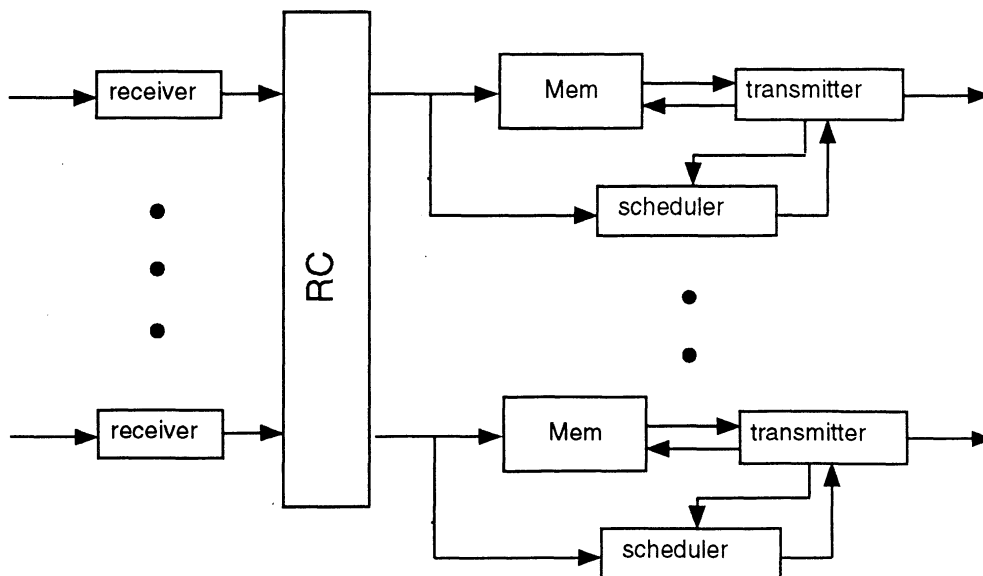 receiver
Mem
transmitter
scheduler
RC
receiver
Mem
transmitter
scheduler